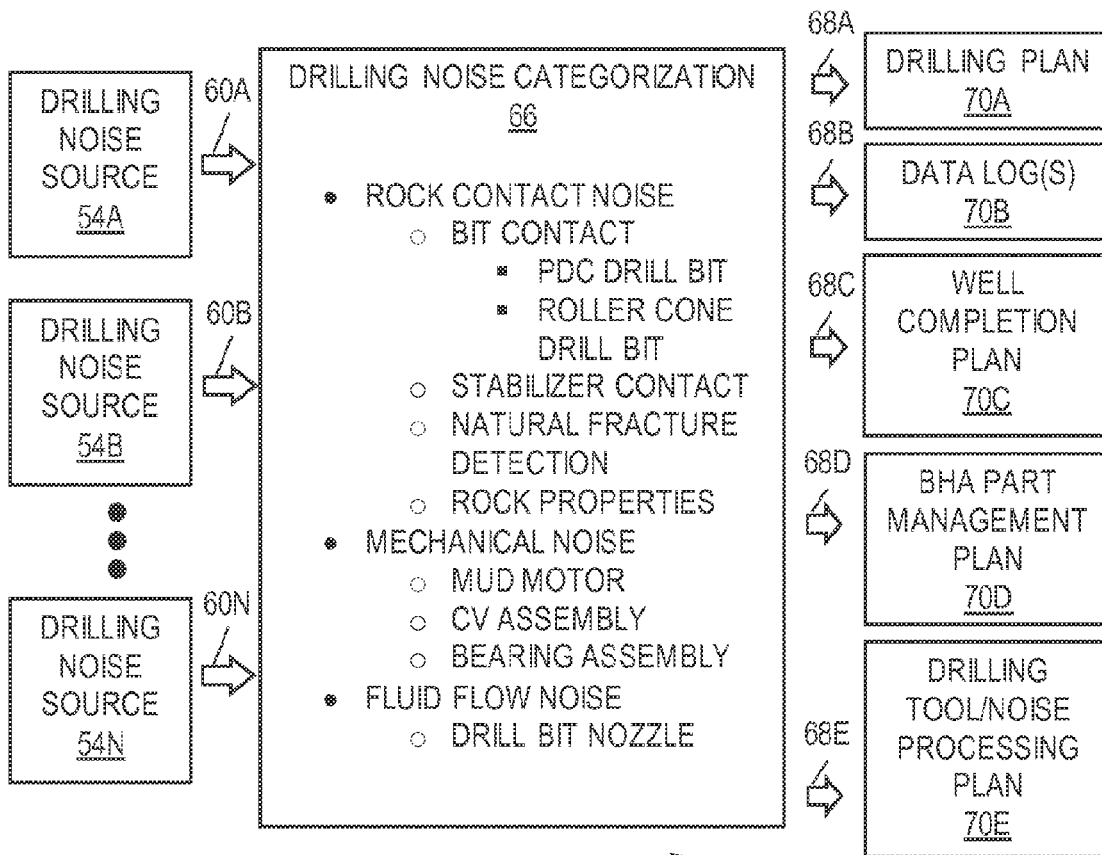 DRILLING
NOISE
SOURCE
54A
60A
DRILLING
NOISE
SOURCE
54B
60B
DRILLING
NOISE
SOURCE
54N
60N
DRILLING NOISE CATEGORIZATION
66
• ROCK CONTACT NOISE
○ BIT CONTACT
▪ PDC DRILL BIT
▪ ROLLER CONE
DRILL BIT
○ STABILIZER CONTACT
○ NATURAL FRACTURE
DETECTION
○ ROCK PROPERTIES
• MECHANICAL NOISE
○ MUD MOTOR
○ CV ASSEMBLY
○ BEARING ASSEMBLY
• FLUID FLOW NOISE
○ DRILL BIT NOZZLE
68A
DRILLING PLAN
70A
68B
DATA LOG(S)
70B
68C
WELL
COMPLETION
PLAN
70C
68D
BHA PART
MANAGEMENT
PLAN
70D
68E
DRILLING
TOOL/NOISE
PROCESSING
PLAN
70E